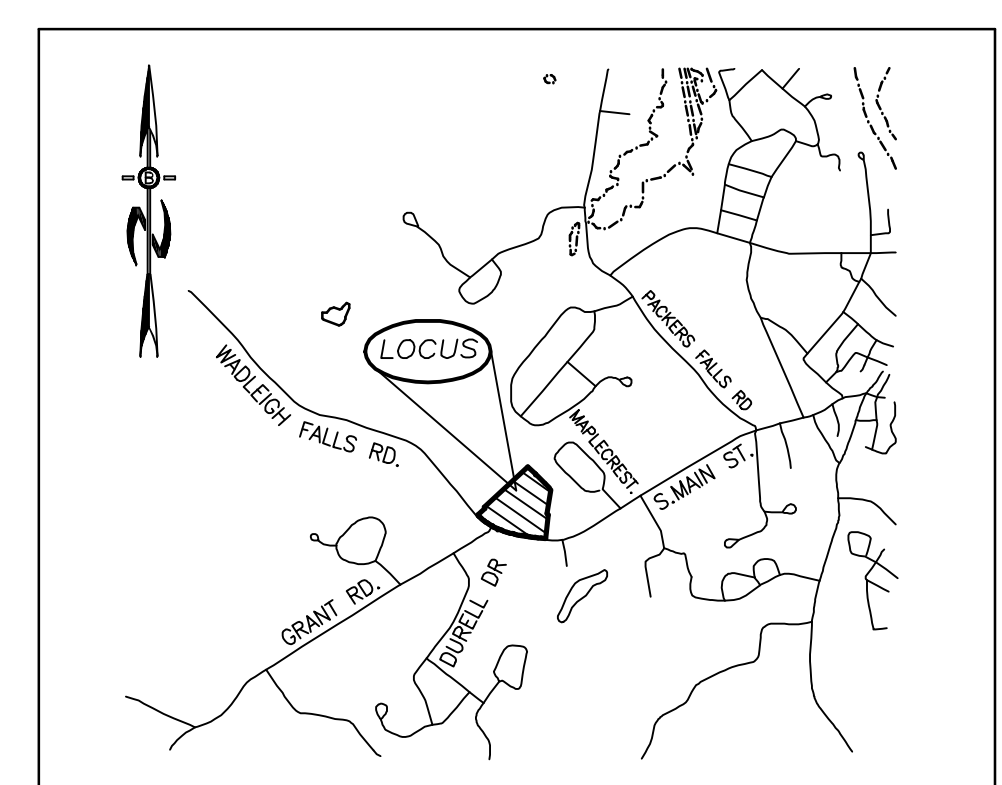 B
N
LOCUS
PACKERS FALLS RD
WADLEIGH FALLS RD.
MAPLECREST.
S.MAIN ST.
GRANT RD.
DURELL DR